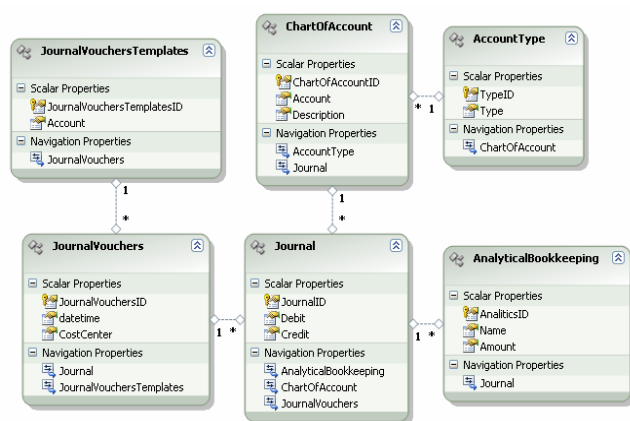 JournalVouchersTemplates
Scalar Properties
JournalVouchersTemplatesID
Account
Navigation Properties
JournalVouchers
ChartOfAccount
Scalar Properties
ChartOfAccountID
Account
Description
Navigation Properties
AccountType
Journal
AccountType
Scalar Properties
TypeID
Type
Navigation Properties
ChartOfAccount
* 1
1
*
1
*
JournalVouchers
Scalar Properties
JournalVouchersID
datetime
CostCenter
Navigation Properties
Journal
JournalVouchersTemplates
1 *
Journal
Scalar Properties
JournalID
Debit
Credit
Navigation Properties
AnalyticalBookkeeping
ChartOfAccount
JournalVouchers
1 *
AnalyticalBookkeeping
Scalar Properties
AnaliticsID
Name
Amount
Navigation Properties
Journal